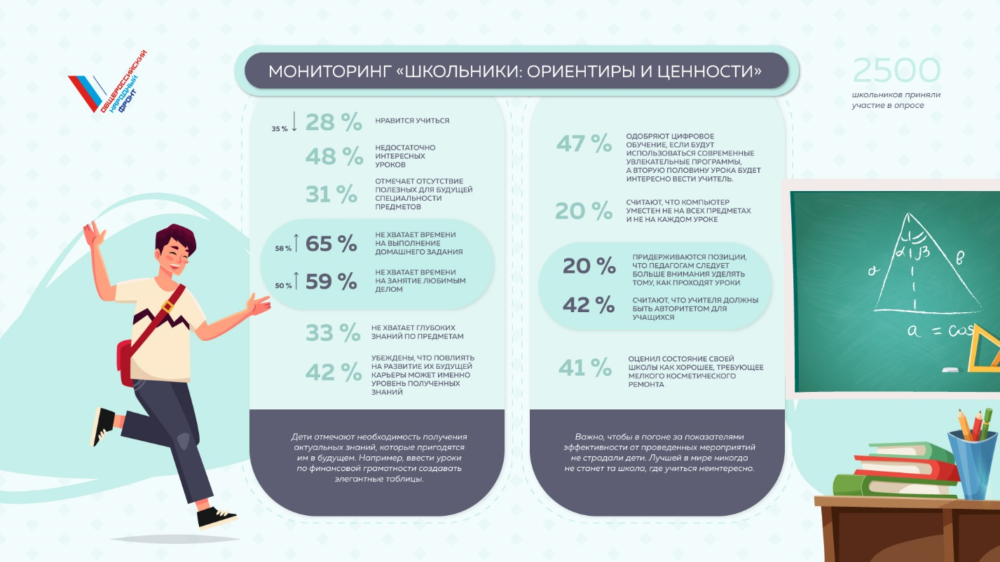 ОБЩЕРОССИЙСКИЙ
НАРОДНЫЙ
ФРОНТ
МОНИТОРИНГ «ШКОЛЬНИКИ: ОРИЕНТИРЫ И ЦЕННОСТИ»
2500
школьников приняли
участие в опросе
35 % ↓ 28 %
НРАВИТСЯ УЧИТЬСЯ
48 %
НЕДОСТАТОЧНО
ИНТЕРЕСНЫХ
УРОКОВ
31 %
ОТМЕЧАЕТ ОТСУТСТВИЕ
ПОЛЕЗНЫХ ДЛЯ БУДУЩЕЙ
СПЕЦИАЛЬНОСТИ
ПРЕДМЕТОВ
58 % ↑ 65 %
НЕ ХВАТАЕТ ВРЕМЕНИ
НА ВЫПОЛНЕНИЕ
ДОМАШНЕГО ЗАДАНИЯ
50 % ↑ 59 %
НЕ ХВАТАЕТ ВРЕМЕНИ
НА ЗАНЯТИЕ ЛЮБИМЫМ
ДЕЛОМ
33 %
НЕ ХВАТАЕТ ГЛУБОКИХ
ЗНАНИЙ ПО ПРЕДМЕТАМ
42 %
УБЕЖДЕНЫ, ЧТО ПОВЛИЯТЬ
НА РАЗВИТИЕ ИХ БУДУЩЕЙ
КАРЬЕРЫ МОЖЕТ ИМЕННО
УРОВЕНЬ ПОЛУЧЕННЫХ
ЗНАНИЙ
Дети отмечают необходимость получения
актуальных знаний, которые пригодятся
им в будущем. Например, ввести уроки
по финансовой грамотности создавать
элегантные таблицы.
47 %
ОДОБРЯЮТ ЦИФРОВОЕ
ОБУЧЕНИЕ, ЕСЛИ БУДУТ
ИСПОЛЬЗОВАТЬСЯ СОВРЕМЕННЫЕ
УВЛЕКАТЕЛЬНЫЕ ПРОГРАММЫ,
А ВТОРУЮ ПОЛОВИНУ УРОКА БУДЕТ
ИНТЕРЕСНО ВЕСТИ УЧИТЕЛЬ.
20 %
СЧИТАЮТ, ЧТО КОМПЬЮТЕР
УМЕСТЕН НЕ НА ВСЕХ ПРЕДМЕТАХ
И НЕ НА КАЖДОМ УРОКЕ
20 %
ПРИДЕРЖИВАЮТСЯ ПОЗИЦИИ,
ЧТО ПЕДАГОГАМ СЛЕДУЕТ
БОЛЬШЕ ВНИМАНИЯ УДЕЛЯТЬ
ТОМУ, КАК ПРОХОДЯТ УРОКИ
42 %
СЧИТАЮТ, ЧТО УЧИТЕЛЯ ДОЛЖНЫ
БЫТЬ АВТОРИТЕТОМ ДЛЯ
УЧАЩИХСЯ
41 %
ОЦЕНИЛ СОСТОЯНИЕ СВОЕЙ
ШКОЛЫ КАК ХОРОШЕЕ, ТРЕБУЮЩЕЕ
МЕЛКОГО КОСМЕТИЧЕСКОГО
РЕМОНТА
Важно, чтобы в погоне за показателями
эффективности от проведенных мероприятий
не страдали дети. Лучшей в мире никогда
не станет та школа, где учиться неинтересно.
a = cos